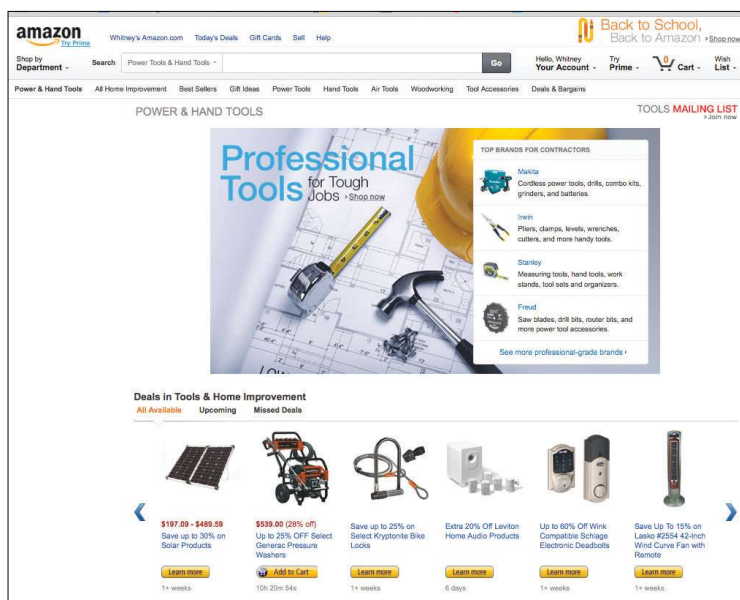 amazon
Try Prime
Whitney's Amazon.com Today's Deals Gift Cards Sell Help
Back to School,
Back to Amazon › Shop now
Shop by
Department
Search Power Tools & Hand Tools Go
Hello, Whitney
Your Account
Try
Prime
0
Cart
Wish
List
Power & Hand Tools All Home Improvement Best Sellers Gift Ideas Power Tools Hand Tools Air Tools Woodworking Tool Accessories Deals & Bargains
POWER & HAND TOOLS
TOOLS MAILING LIST
› Join now
Professional
Tools for Tough
Jobs › Shop now
TOP BRANDS FOR CONTRACTORS
Makita
Cordless power tools, drills, combo kits,
grinders, and batteries.
Irwin
Pliers, clamps, levels, wrenches,
cutters, and more handy tools.
Stanley
Measuring tools, hand tools, work
stands, tool sets and organizers.
Freud
Saw blades, drill bits, router bits, and
more power tool accessories.
See more professional-grade brands ›
Deals in Tools & Home Improvement
All Available Upcoming Missed Deals
$197.09 - $489.59
Save up to 30% on
Solar Products
Learn more
1+ weeks
$539.00 (28% off)
Up to 25% OFF Select
Generac Pressure
Washers
Add to Cart
10h 20m 54s
Save up to 25% on
Select Kryptonite Bike
Locks
Learn more
1+ weeks
Extra 20% Off Leviton
Home Audio Products
Learn more
6 days
Up to 60% Off Wink
Compatible Schlage
Electronic Deadbolts
Learn more
1+ weeks
Save Up To 15% on
Lasko #2554 42-Inch
Wind Curve Fan with
Remote
Learn more
1+ weeks